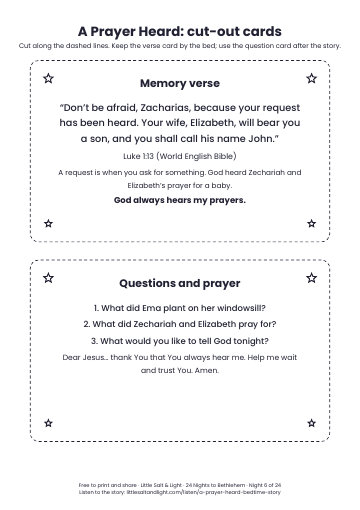 A Prayer Heard: cut-out cards
Cut along the dashed lines. Keep the verse card by the bed; use the question card after the story.
Memory verse
“Don’t be afraid, Zacharias, because your request
has been heard. Your wife, Elizabeth, will bear you
a son, and you shall call his name John.”
Luke 1:13 (World English Bible)
A request is when you ask for something. God heard Zechariah and
Elizabeth’s prayer for a baby.
God always hears my prayers.
Questions and prayer
1. What did Ema plant on her windowsill?
2. What did Zechariah and Elizabeth pray for?
3. What would you like to tell God tonight?
Dear Jesus… thank You that You always hear me. Help me wait
and trust You. Amen.
Free to print and share · Little Salt & Light · 24 Nights to Bethlehem · Night 6 of 24
Listen to the story: littlesaltandlight.com/listen/a-prayer-heard-bedtime-story